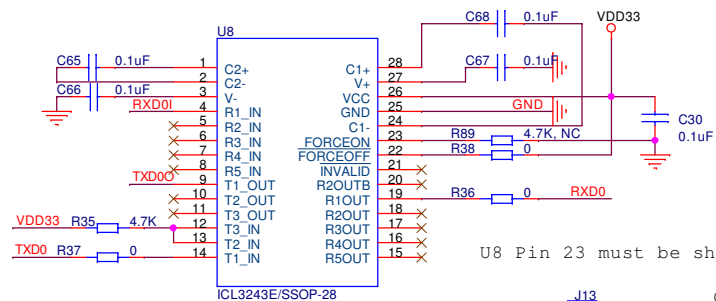 U8
C68 0.1uF VDD33
C65 0.1uF 1 C2+ C1+ 28
2 C2- V+ 27 C67 0.1uF
C66 0.1uF 3 V- VCC 26
RXD0I 4 R1_IN GND 25 GND
5 R2_IN C1- 24 C30
6 R3_IN FORCEON 23 R89 4.7K, NC 0.1uF
7 R4_IN FORCEOFF 22 R38 0
8 R5_IN INVALID 21
TXD0O 9 T1_OUT R2OUTB 20
10 T2_OUT R1OUT 19 R36 0 RXD0
11 T3_OUT R2OUT 18
VDD33 R35 4.7K 12 T3_IN R3OUT 17
13 T2_IN R4OUT 16
TXD0 R37 0 14 T1_IN R5OUT 15
U8 Pin 23 must be sh
ICL3243E/SSOP-28
J13